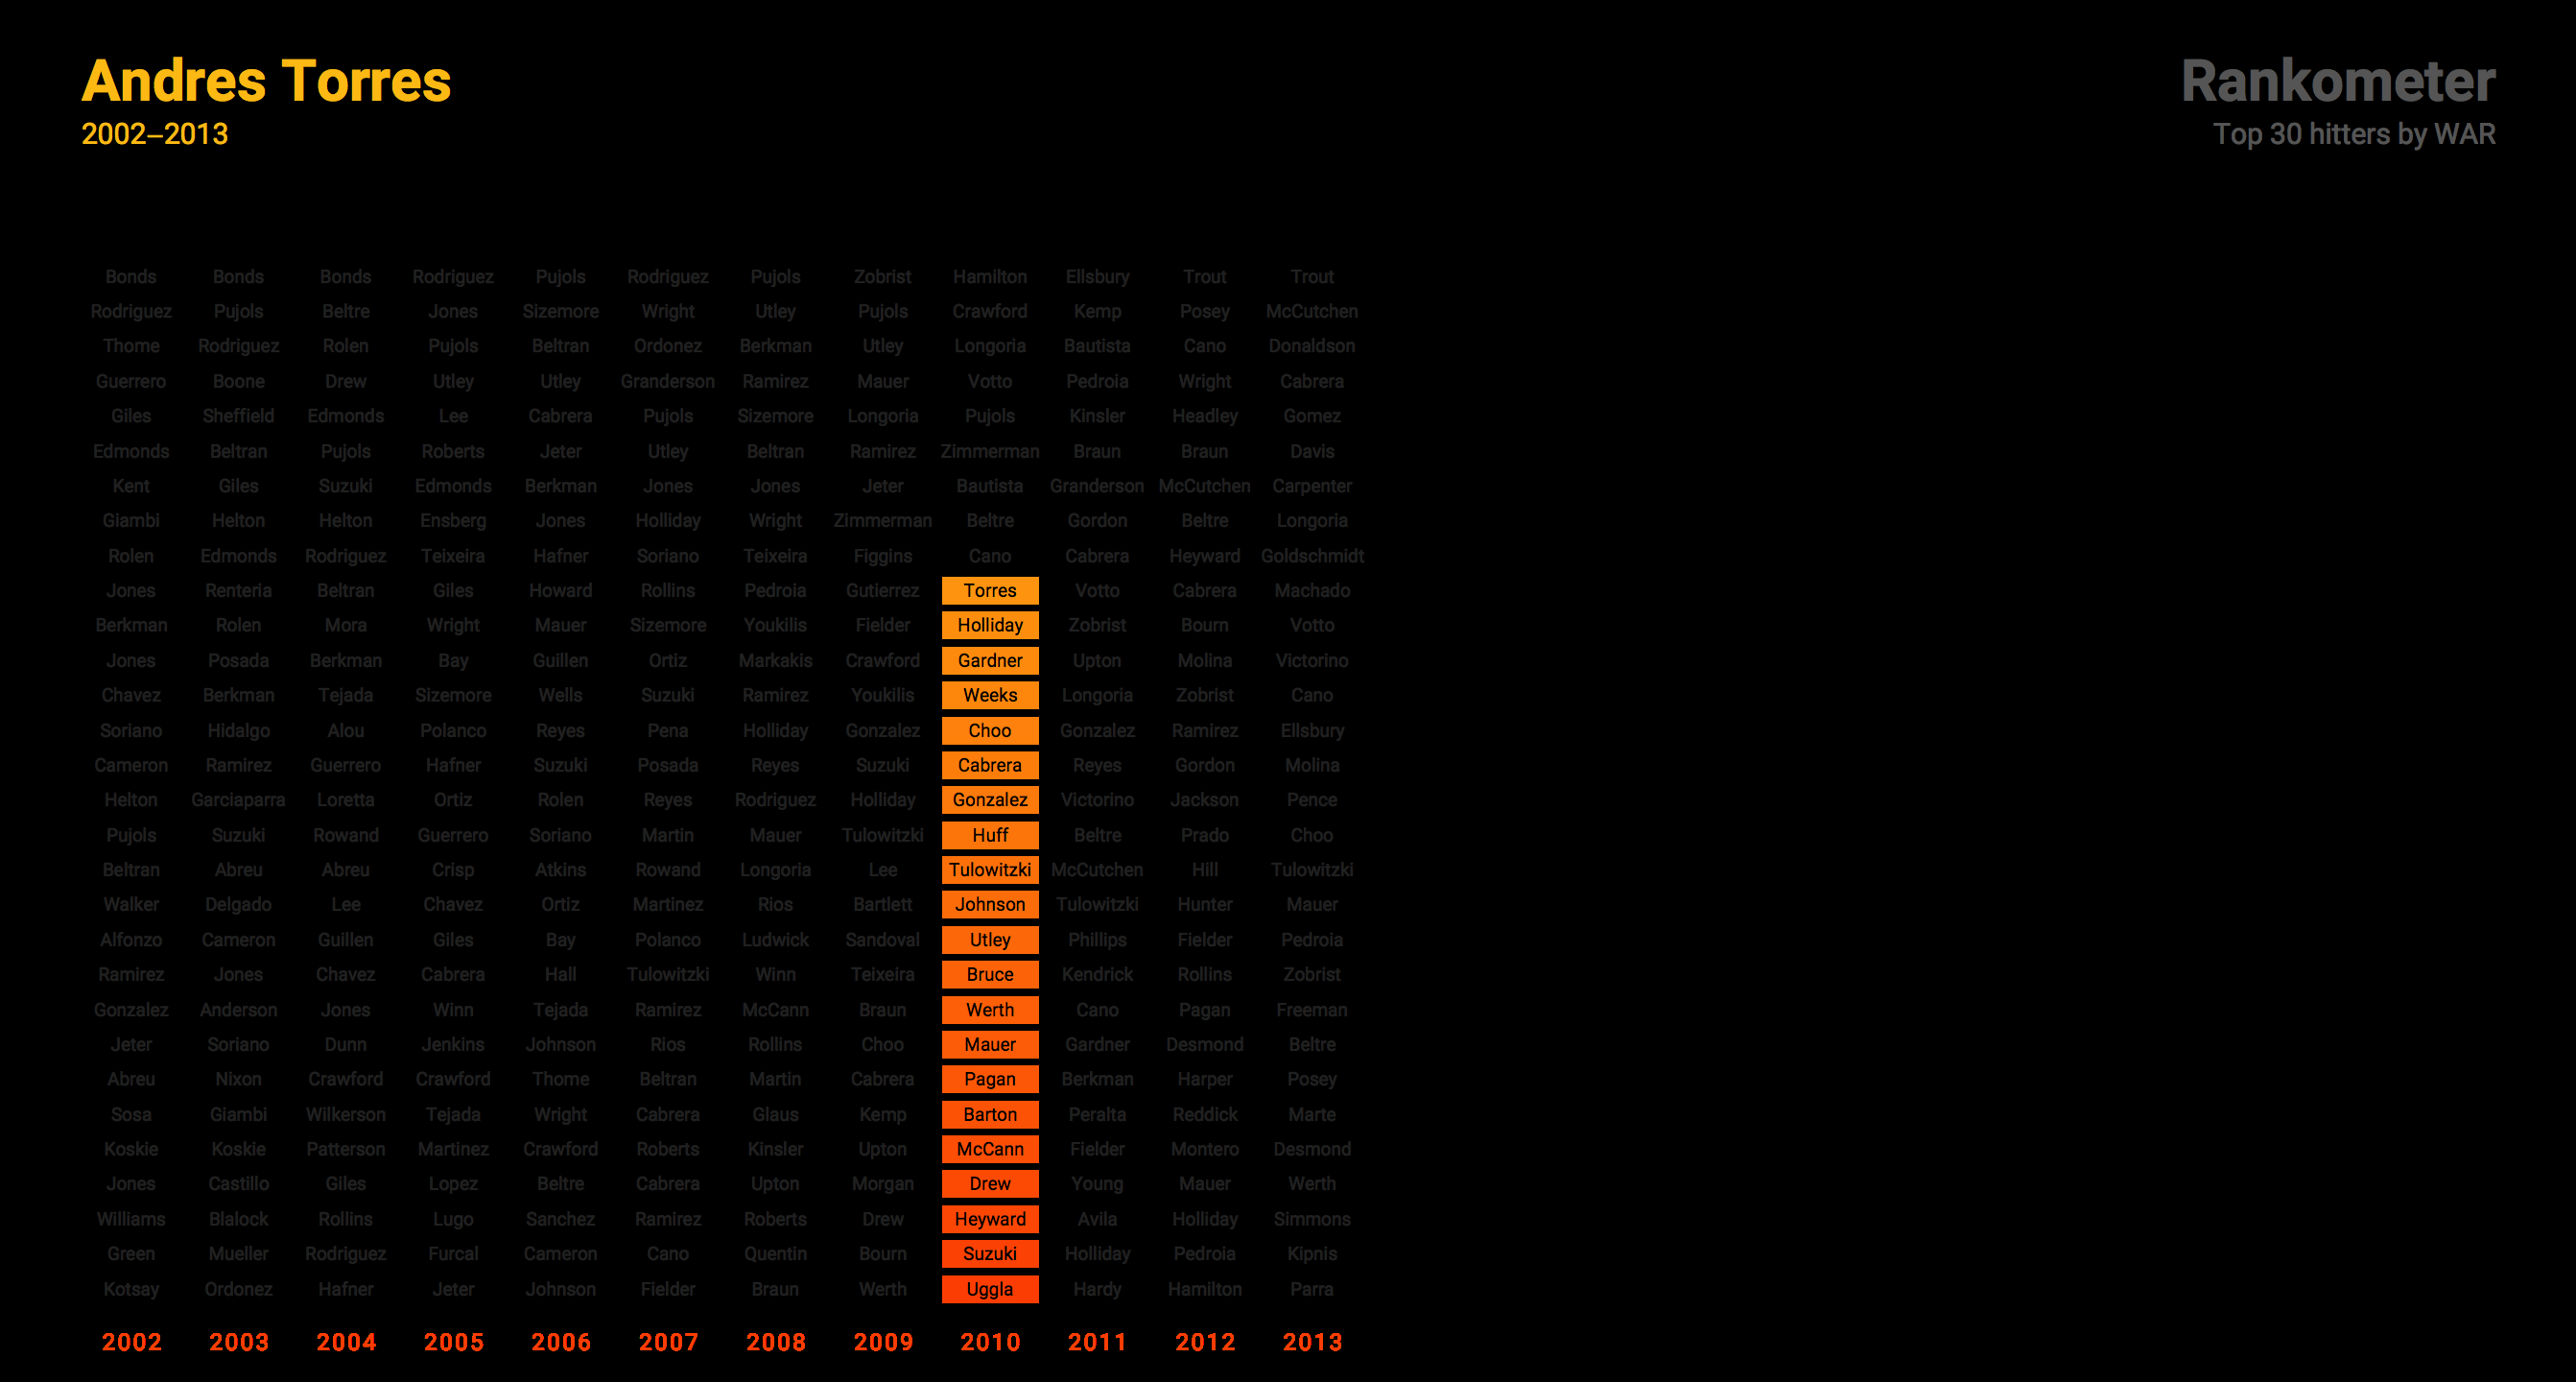 Andres Torres
2002–2013
Rankometer
Top 30 hitters by WAR
Bonds Bonds Bonds Rodriguez Pujols Rodriguez Pujols Zobrist Hamilton Ellsbury Trout Trout
Rodriguez Pujols Beltre Jones Sizemore Wright Utley Pujols Crawford Kemp Posey McCutchen
Thome Rodriguez Rolen Pujols Beltran Ordonez Berkman Utley Longoria Bautista Cano Donaldson
Guerrero Boone Drew Utley Utley Granderson Ramirez Mauer Votto Pedroia Wright Cabrera
Giles Sheffield Edmonds Lee Cabrera Pujols Sizemore Longoria Pujols Kinsler Headley Gomez
Edmonds Beltran Pujols Roberts Jeter Utley Beltran Ramirez Zimmerman Braun Braun Davis
Kent Giles Suzuki Edmonds Berkman Jones Jones Jeter Bautista Granderson McCutchen Carpenter
Giambi Helton Helton Ensberg Jones Holliday Wright Zimmerman Beltre Gordon Beltre Longoria
Rolen Edmonds Rodriguez Teixeira Hafner Soriano Teixeira Figgins Cano Cabrera Heyward Goldschmidt
Jones Renteria Beltran Giles Howard Rollins Pedroia Gutierrez Torres Votto Cabrera Machado
Berkman Rolen Mora Wright Mauer Sizemore Youkilis Fielder Holliday Zobrist Bourn Votto
Jones Posada Berkman Bay Guillen Ortiz Markakis Crawford Gardner Upton Molina Victorino
Chavez Berkman Tejada Sizemore Wells Suzuki Ramirez Youkilis Weeks Longoria Zobrist Cano
Soriano Hidalgo Alou Polanco Reyes Pena Holliday Gonzalez Choo Gonzalez Ramirez Ellsbury
Cameron Ramirez Guerrero Hafner Suzuki Posada Reyes Suzuki Cabrera Reyes Gordon Molina
Helton Garciaparra Loretta Ortiz Rolen Reyes Rodriguez Holliday Gonzalez Victorino Jackson Pence
Pujols Suzuki Rowand Guerrero Soriano Martin Mauer Tulowitzki Huff Beltre Prado Choo
Beltran Abreu Abreu Crisp Atkins Rowand Longoria Lee Tulowitzki McCutchen Hill Tulowitzki
Walker Delgado Lee Chavez Ortiz Martinez Rios Bartlett Johnson Tulowitzki Hunter Mauer
Alfonzo Cameron Guillen Giles Bay Polanco Ludwick Sandoval Utley Phillips Fielder Pedroia
Ramirez Jones Chavez Cabrera Hall Tulowitzki Winn Teixeira Bruce Kendrick Rollins Zobrist
Gonzalez Anderson Jones Winn Tejada Ramirez McCann Braun Werth Cano Pagan Freeman
Jeter Soriano Dunn Jenkins Johnson Rios Rollins Choo Mauer Gardner Desmond Beltre
Abreu Nixon Crawford Crawford Thome Beltran Martin Cabrera Pagan Berkman Harper Posey
Sosa Giambi Wilkerson Tejada Wright Cabrera Glaus Kemp Barton Peralta Reddick Marte
Koskie Koskie Patterson Martinez Crawford Roberts Kinsler Upton McCann Fielder Montero Desmond
Jones Castillo Giles Lopez Beltre Cabrera Upton Morgan Drew Young Mauer Werth
Williams Blalock Rollins Lugo Sanchez Ramirez Roberts Drew Heyward Avila Holliday Simmons
Green Mueller Rodriguez Furcal Cameron Cano Quentin Bourn Suzuki Holliday Pedroia Kipnis
Kotsay Ordonez Hafner Jeter Johnson Fielder Braun Werth Uggla Hardy Hamilton Parra
2002 2003 2004 2005 2006 2007 2008 2009 2010 2011 2012 2013